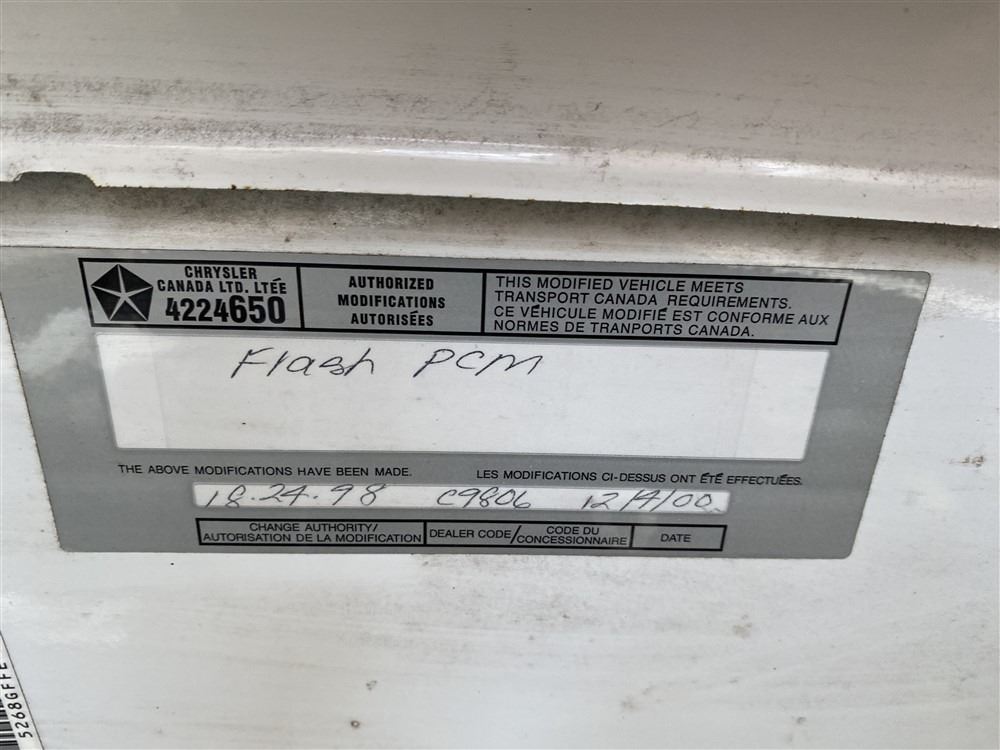 CHRYSLER
CANADA LTD. LTÉE
4224650
AUTHORIZED
MODIFICATIONS
AUTORISÉES
THIS MODIFIED VEHICLE MEETS
TRANSPORT CANADA REQUIREMENTS.
CE VÉHICULE MODIFIÉ EST CONFORME AUX
NORMES DE TRANPORTS CANADA.
Flash PCM
THE ABOVE MODIFICATIONS HAVE BEEN MADE.
LES MODIFICATIONS CI-DESSUS ONT ÉTÉ EFFECTUÉES.
18.24.98 C9806 12/4/00
CHANGE AUTHORITY/
AUTORISATION DE LA MODIFICATION
DEALER CODE/CODE DU
CONCESSIONNAIRE
DATE
5268GFFE